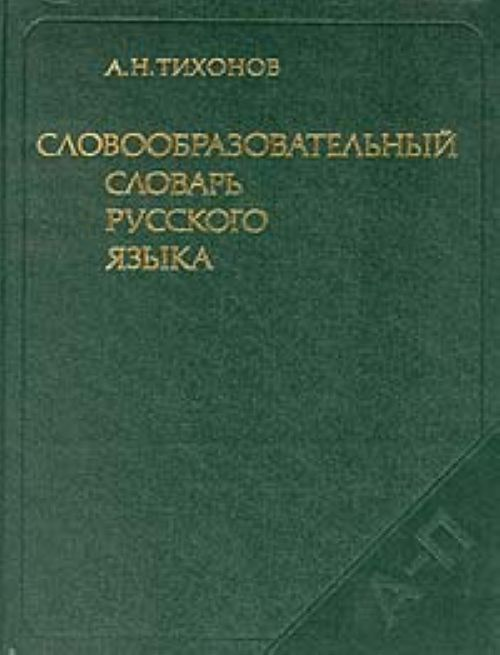 А.Н.ТИХОНОВ
СЛОВООБРАЗОВАТЕЛЬНЫЙ
СЛОВАРЬ
РУССКОГО
ЯЗЫКА
А-П